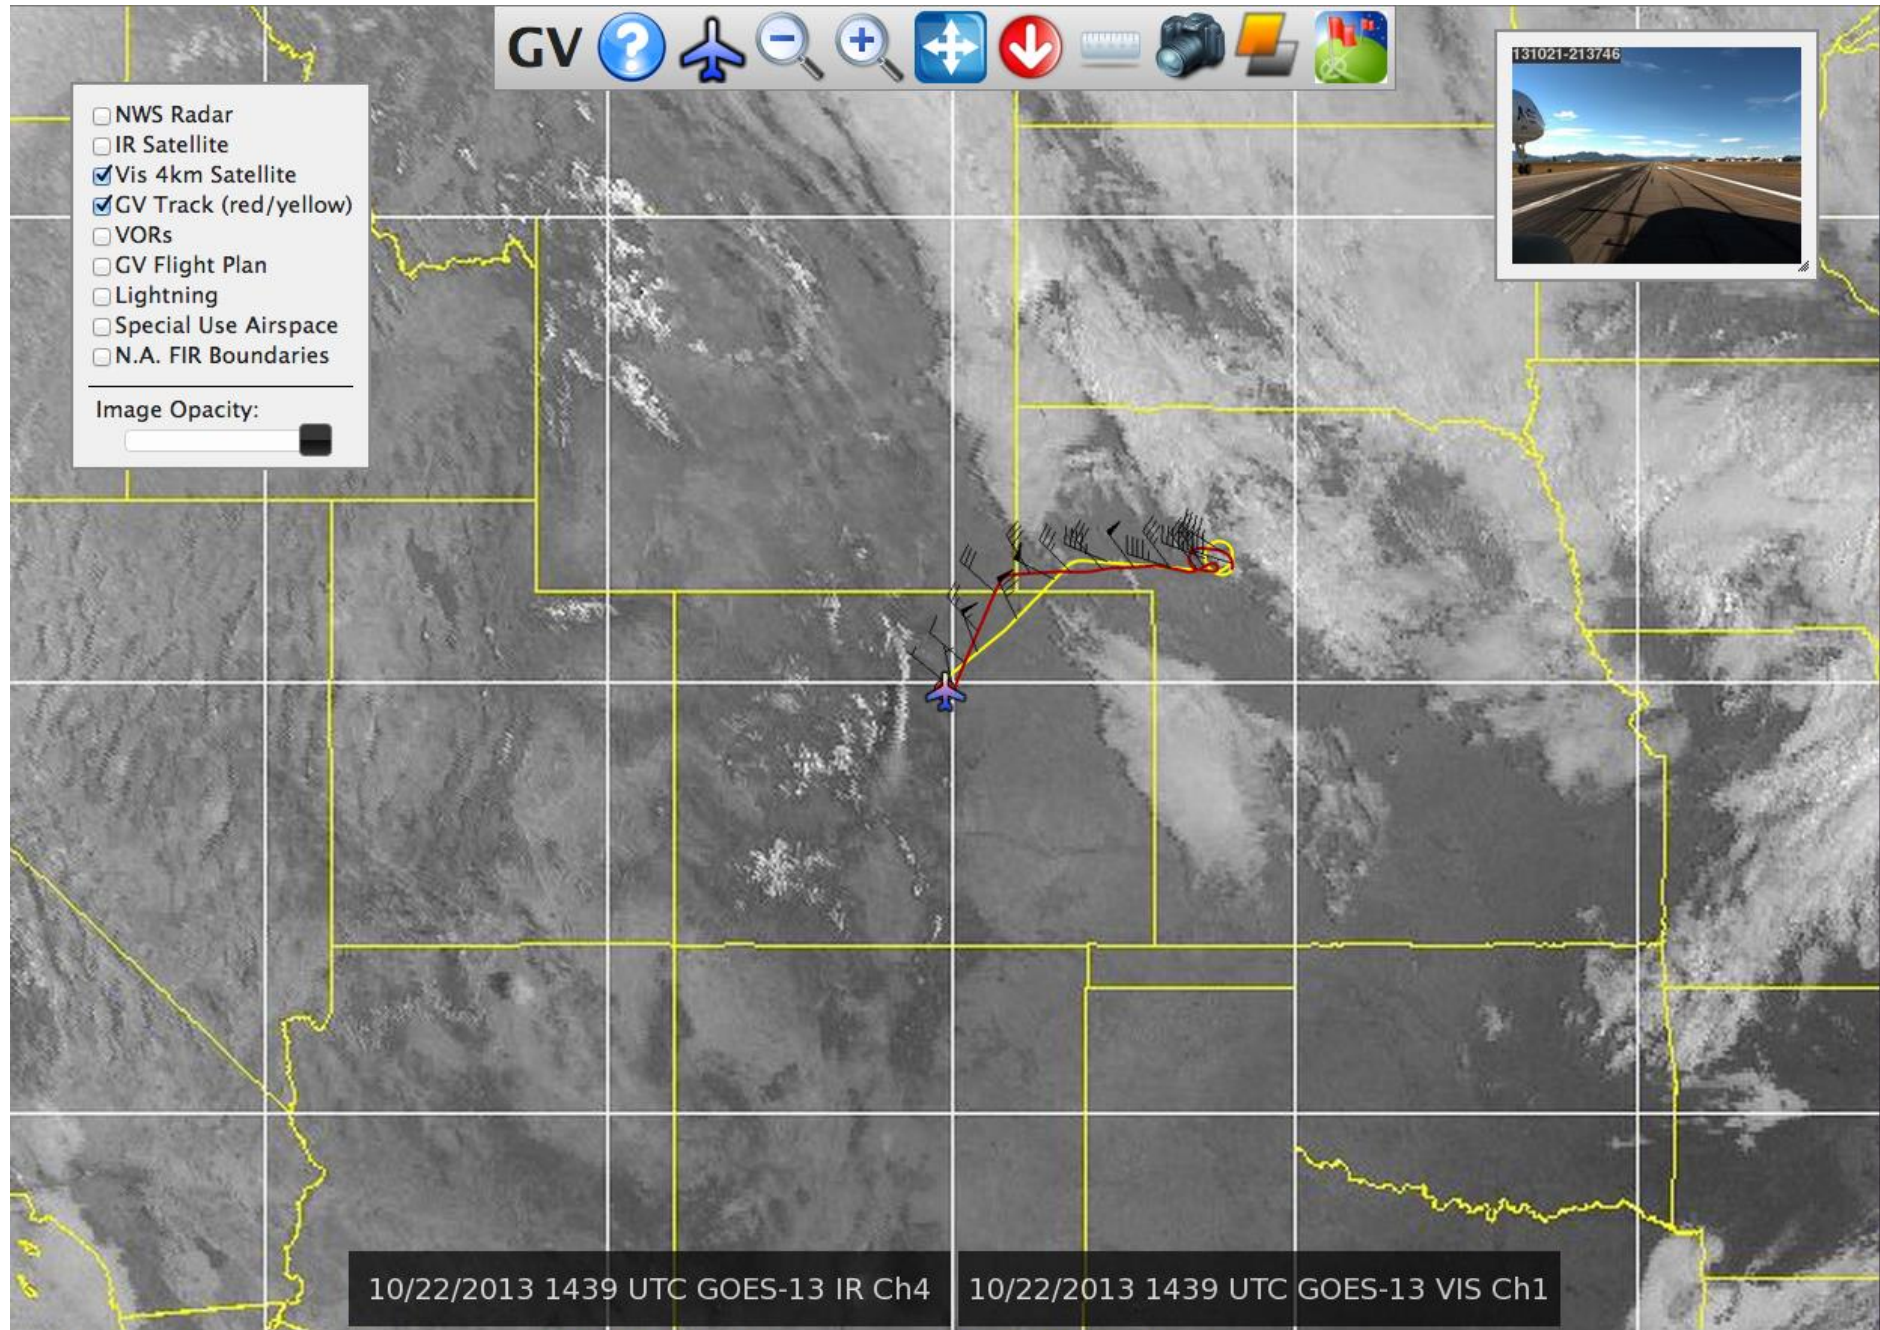 GV
131021-213746
NWS Radar
IR Satellite
Vis 4km Satellite
GV Track (red/yellow)
VORs
GV Flight Plan
Lightning
Special Use Airspace
N.A. FIR Boundaries
Image Opacity:
10/22/2013 1439 UTC GOES-13 IR Ch4
10/22/2013 1439 UTC GOES-13 VIS Ch1